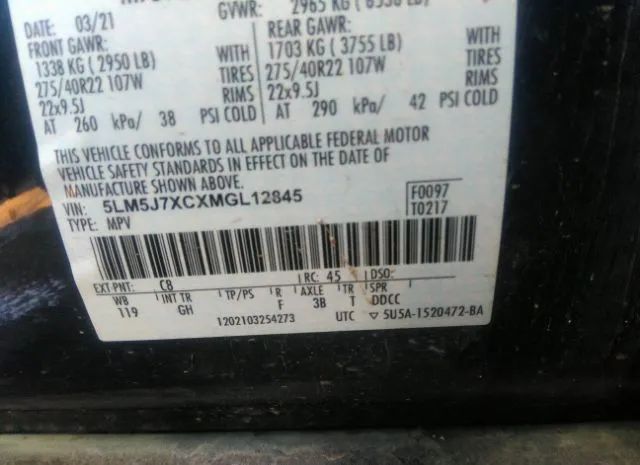 DATE: 03/21 GVWR: 2965 KG
FRONT GAWR: REAR GAWR:
1338 KG ( 2950 LB) WITH 1703 KG ( 3755 LB) WITH
275/40R22 107W TIRES 275/40R22 107W TIRES
22x9.5J RIMS 22x9.5J RIMS
AT 260 kPa/ 38 PSI COLD AT 290 kPa/ 42 PSI COLD
THIS VEHICLE CONFORMS TO ALL APPLICABLE FEDERAL MOTOR
VEHICLE SAFETY STANDARDS IN EFFECT ON THE DATE OF
MANUFACTURE SHOWN ABOVE.
VIN: 5LM5J7XCXMGL12845 F0097
TYPE: MPV T0217
EXT PNT: C8 RC: 45 DSO:
WB INT TR TP/PS R AXLE TR SPR
119 GH F 3B T DDCC
1202103254273 UTC ▽ 5U5A-1520472-BA